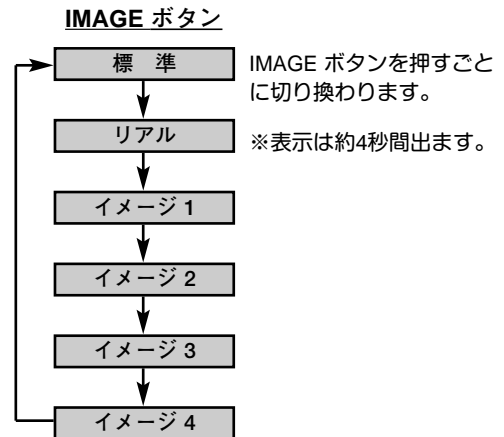 IMAGE ボタン
標　準
リアル
イメージ 1
イメージ 2
イメージ 3
イメージ 4
IMAGE ボタンを押すごと
に切り換わります。
※表示は約4秒間出ます。